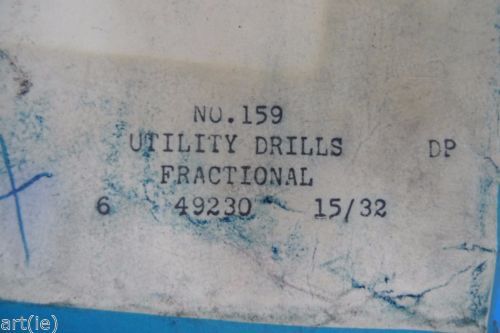 NO.159
UTILITY DRILLS DP
FRACTIONAL
6 49230 15/32
art(ie)